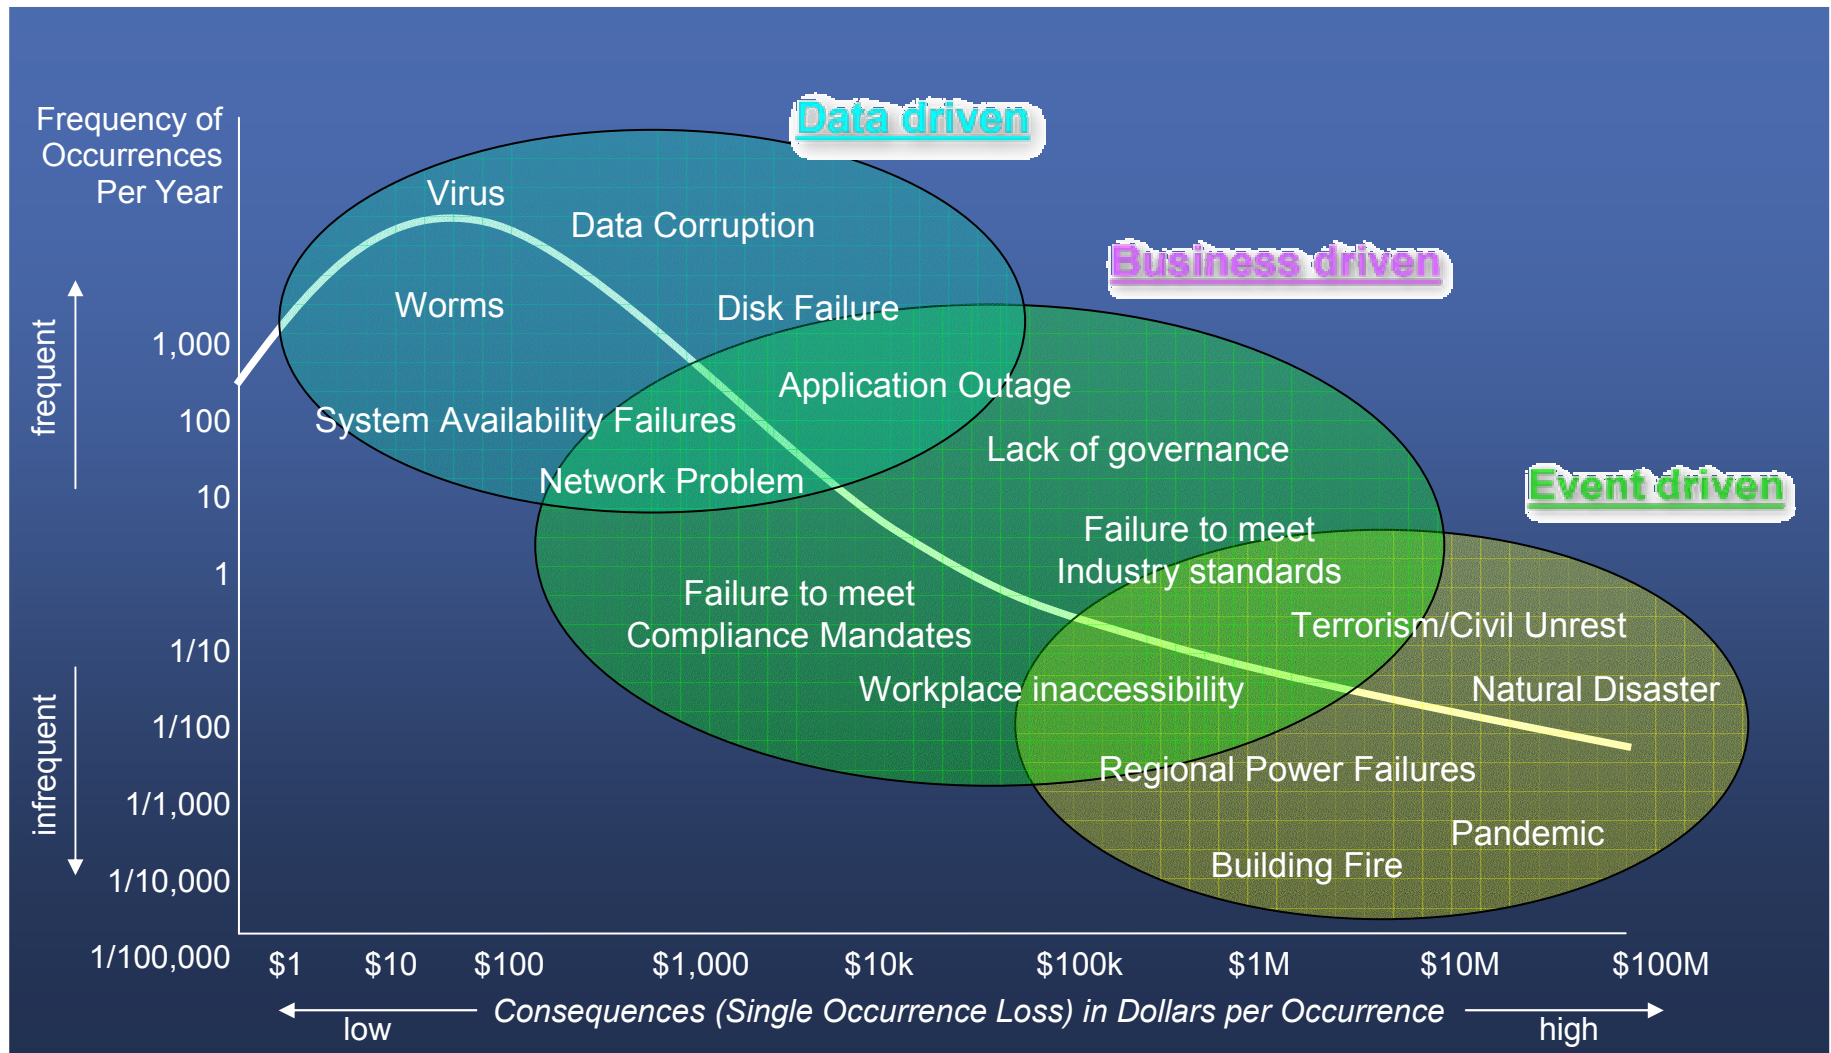 Data driven
Frequency of
Occurrences
Per Year
Virus
Data Corruption
Business driven
Worms
Disk Failure
frequent
1,000
Application Outage
100
System Availability Failures
Lack of governance
Network Problem
Event driven
10
Failure to meet
Industry standards
1
Failure to meet
Compliance Mandates
Terrorism/Civil Unrest
1/10
Workplace inaccessibility
Natural Disaster
infrequent
1/100
Regional Power Failures
1/1,000
Pandemic
Building Fire
1/10,000
1/100,000
$1 $10 $100 $1,000 $10k $100k $1M $10M $100M
Consequences (Single Occurrence Loss) in Dollars per Occurrence
low
high